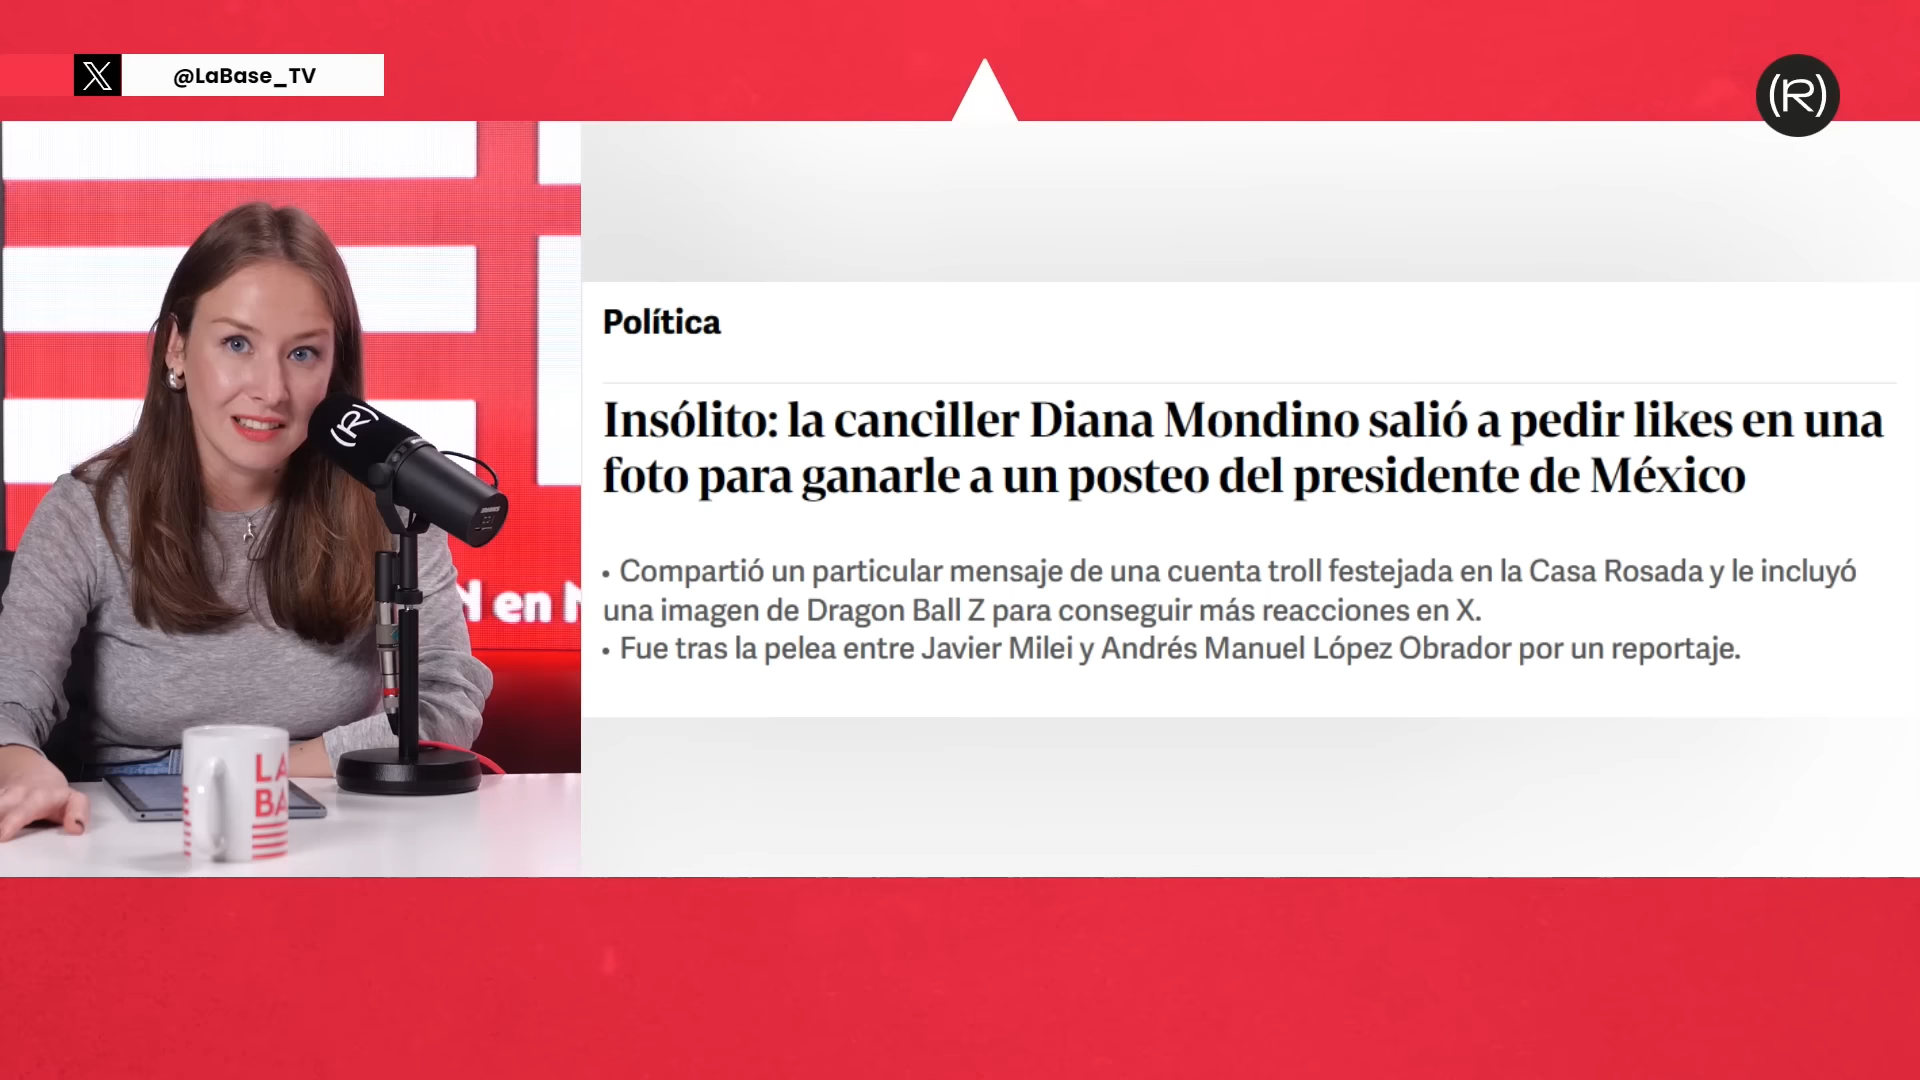 @LaBase_TV
(R)
Política
Insólito: la canciller Diana Mondino salió a pedir likes en una
foto para ganarle a un posteo del presidente de México
• Compartió un particular mensaje de una cuenta troll festejada en la Casa Rosada y le incluyó
una imagen de Dragon Ball Z para conseguir más reacciones en X.
• Fue tras la pelea entre Javier Milei y Andrés Manuel López Obrador por un reportaje.
(R)
en
LA
BA